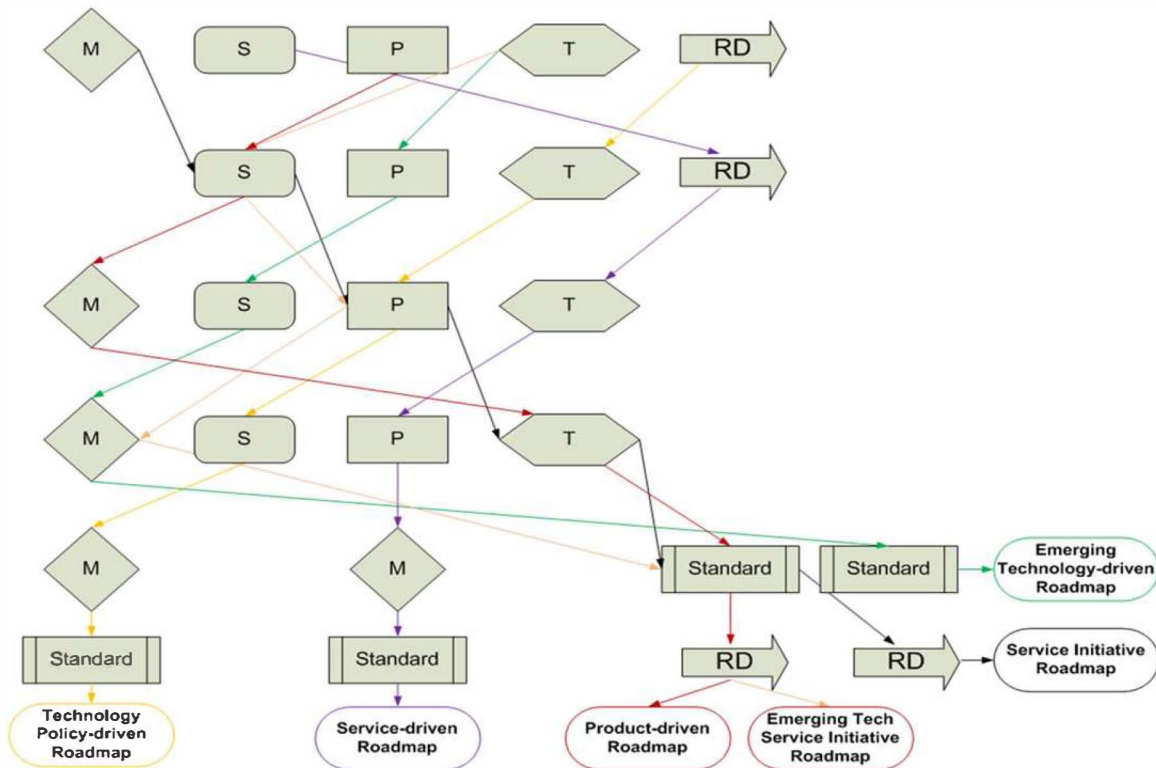 M
S
P
T
RD
S
P
T
RD
M
S
P
T
M
S
P
T
M
M
Standard
Standard
Emerging
Technology-driven
Roadmap
Standard
Standard
RD
RD
Service Initiative
Roadmap
Technology
Policy-driven
Roadmap
Service-driven
Roadmap
Product-driven
Roadmap
Emerging Tech
Service Initiative
Roadmap